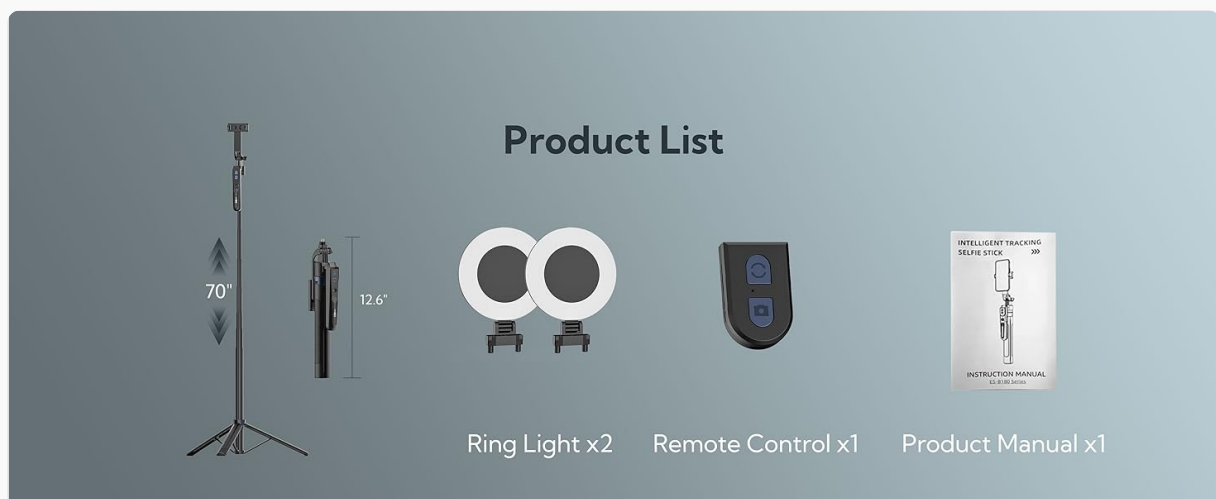 Product List
70"
12.6"
INTELLIGENT TRACKING
SELFIE STICK >>>
INSTRUCTION MANUAL
Ring Light x2
Remote Control x1
Product Manual x1